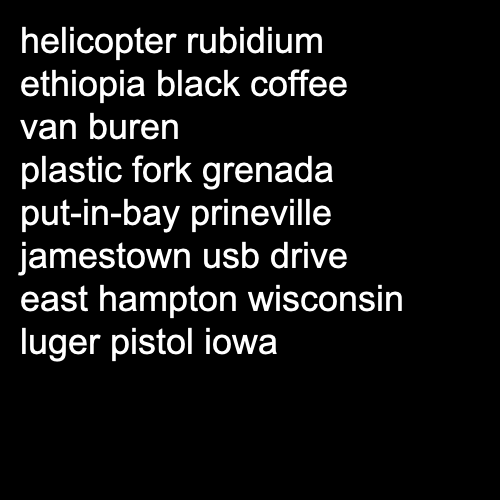 helicopter rubidium
ethiopia black coffee
van buren
plastic fork grenada
put-in-bay prineville
jamestown usb drive
east hampton wisconsin
luger pistol iowa